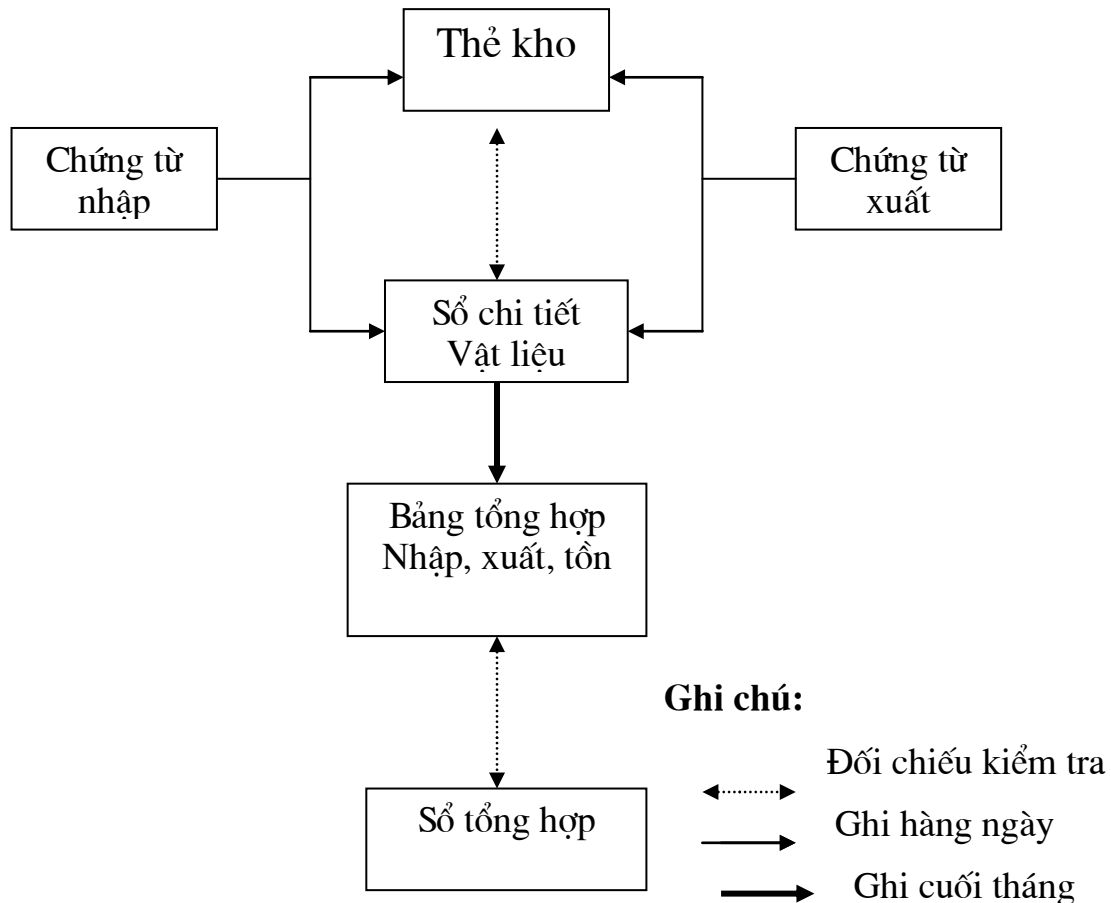 Thẻ kho
Chứng từ
nhập
Chứng từ
xuất
Sổ chi tiết
Vật liệu
Bảng tổng hợp
Nhập, xuất, tồn
Ghi chú:
Đối chiếu kiểm tra
Sổ tổng hợp
Ghi hàng ngày
Ghi cuối tháng